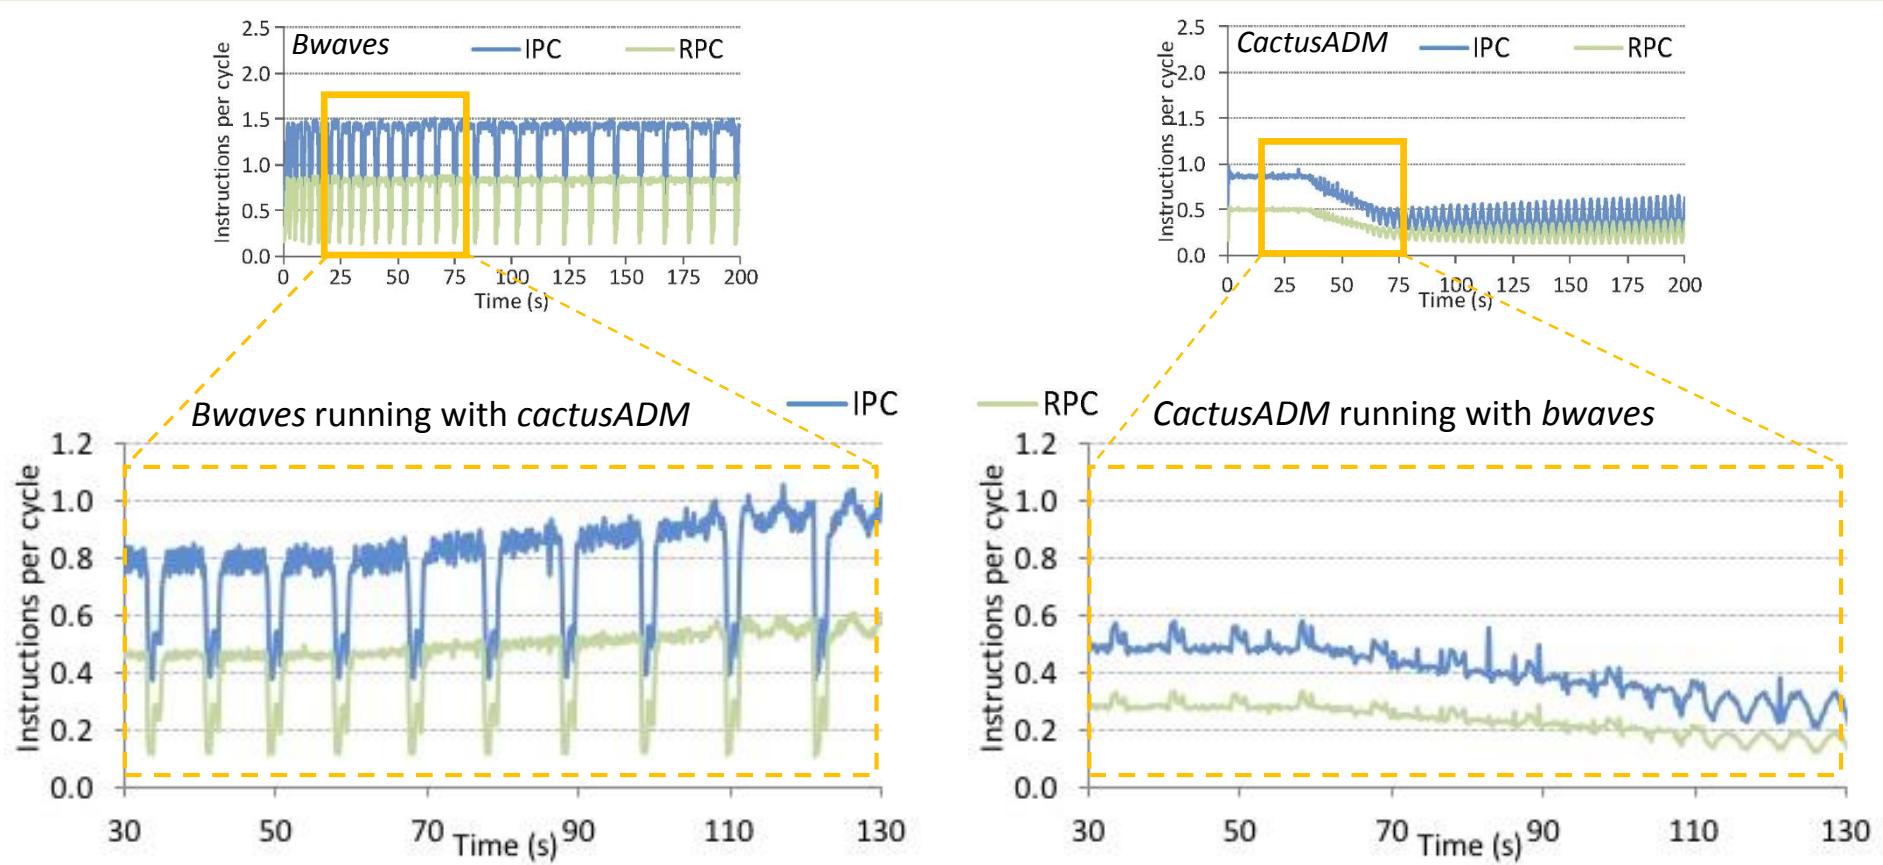 Bwaves
IPC
RPC
Instructions per cycle
2.5
2.0
1.5
1.0
0.5
0.0
0 25 50 75 100 125 150 175 200
Time (s)
CactusADM
IPC
RPC
Instructions per cycle
2.5
2.0
1.5
1.0
0.5
0.0
0 25 50 75 100 125 150 175 200
Time (s)
IPC
RPC
Bwaves running with cactusADM
Instructions per cycle
1.2
1.0
0.8
0.6
0.4
0.2
0.0
30 50 70 90 110 130
Time (s)
CactusADM running with bwaves
Instructions per cycle
1.2
1.0
0.8
0.6
0.4
0.2
0.0
30 50 70 90 110 130
Time (s)